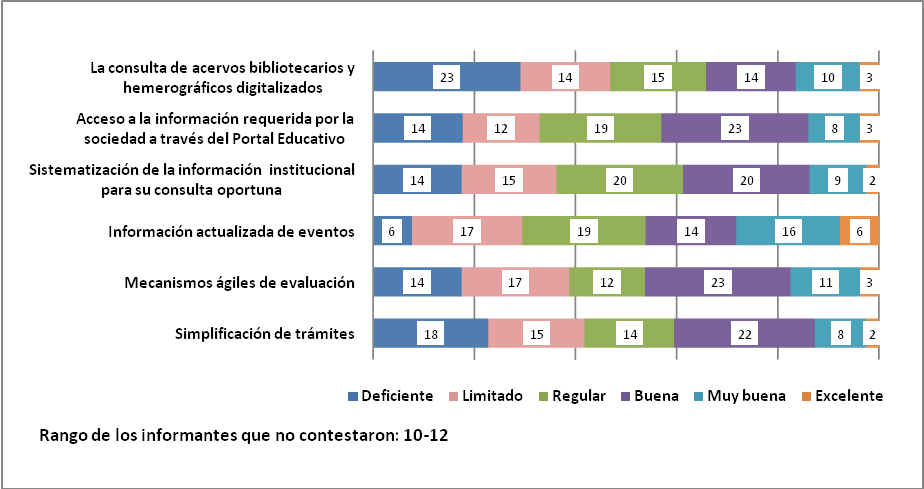 La consulta de acervos bibliotecarios y
hemerográficos digitalizados
23 14 15 14 10 3
Acceso a la información requerida por la
sociedad a través del Portal Educativo
14 12 19 23 8 3
Sistematización de la información institucional
para su consulta oportuna
14 15 20 20 9 2
Información actualizada de eventos
6 17 19 14 16 6
Mecanismos ágiles de evaluación
14 17 12 23 11 3
Simplificación de trámites
18 15 14 22 8 2
Deficiente Limitado Regular Buena Muy buena Excelente
Rango de los informantes que no contestaron: 10-12